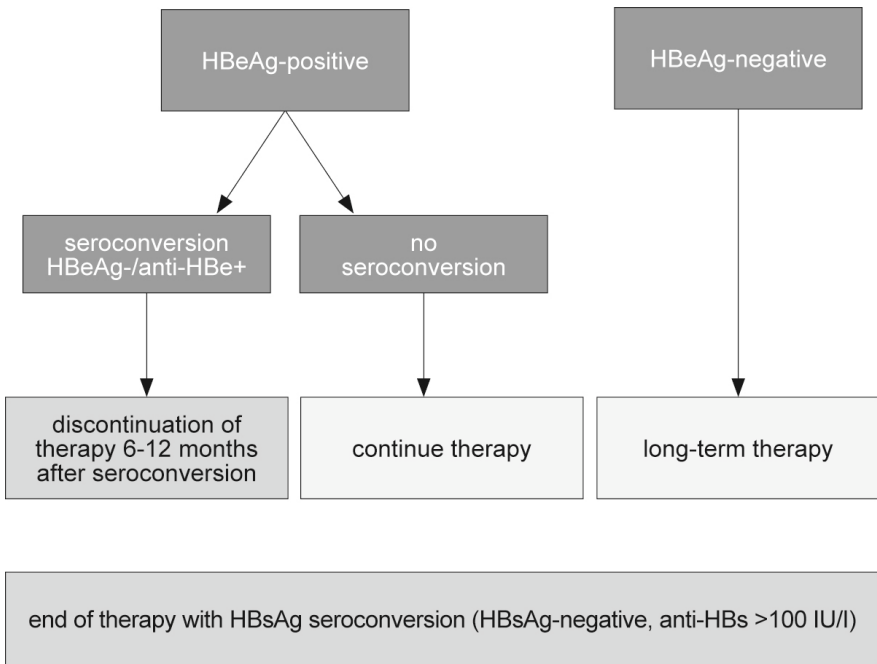 HBeAg-positive
HBeAg-negative
seroconversion
HBeAg-/anti-HBe+
no
seroconversion
discontinuation of
therapy 6-12 months
after seroconversion
continue therapy
long-term therapy
end of therapy with HBsAg seroconversion (HBsAg-negative, anti-HBs >100 IU/l)